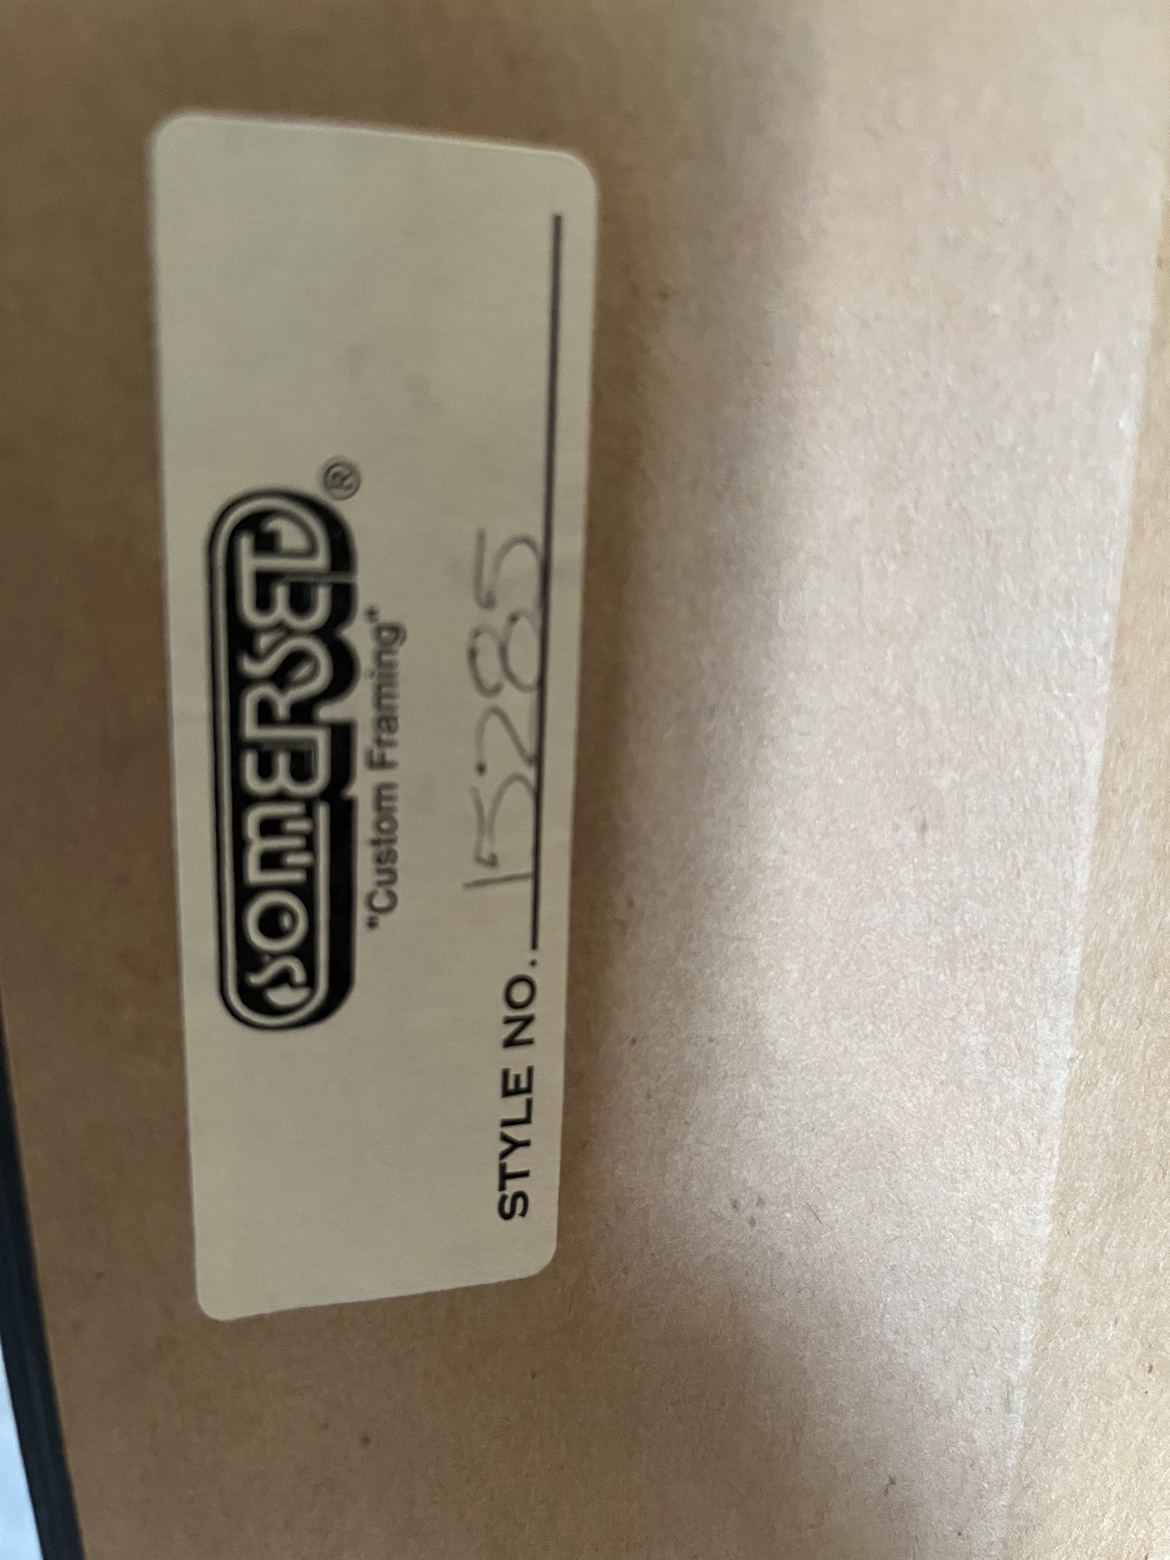 SOMERSET®
"Custom Framing"
STYLE NO. 15285